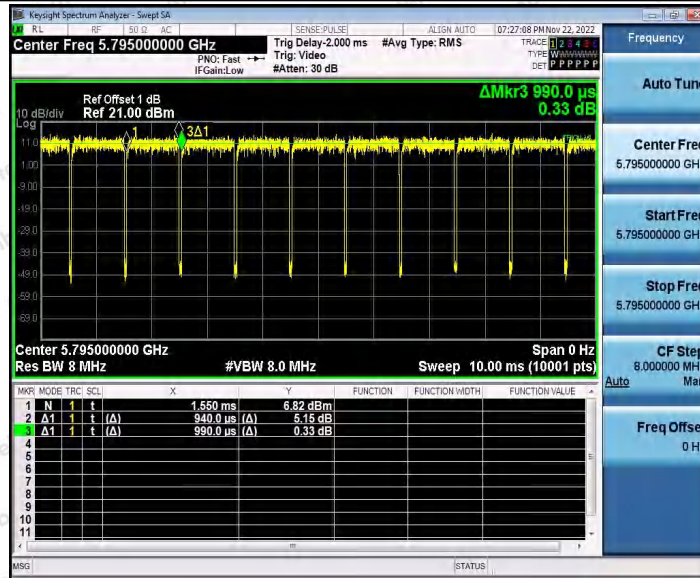 Keysight Spectrum Analyzer - Swept SA
RL RF 50 Ω AC SENSE:PULSE ALIGN AUTO 07:27:08 PM Nov 22, 2022
Center Freq 5.795000000 GHz
PNO: Fast
IFGain:Low
Trig Delay-2.000 ms
Trig: Video
#Atten: 30 dB
#Avg Type: RMS
TRACE 1 2 3 4 5 6
TYPE WWWWWW
DET P P P P P P
Frequency
ΔMkr3 990.0 µs
0.33 dB
Ref Offset 1 dB
10 dB/div Ref 21.00 dBm
Log
1
3Δ1
11.0
1.00
-9.00
-19.0
-29.0
-39.0
-49.0
-59.0
-69.0
Center 5.795000000 GHz Span 0 Hz
Res BW 8 MHz #VBW 8.0 MHz Sweep 10.00 ms (10001 pts)
MKR MODE TRC SCL X Y FUNCTION FUNCTION WIDTH FUNCTION VALUE
1 N 1 t 1.550 ms 6.82 dBm
2 Δ1 1 t (Δ) 940.0 µs (Δ) 5.15 dB
3 Δ1 1 t (Δ) 990.0 µs (Δ) 0.33 dB
4
5
6
7
8
9
10
11
MSG STATUS
Auto Tune
Center Freq
5.795000000 GH
Start Freq
5.795000000 GH
Stop Freq
5.795000000 GH
CF Step
8.000000 MH
Auto Ma
Freq Offse
0 H